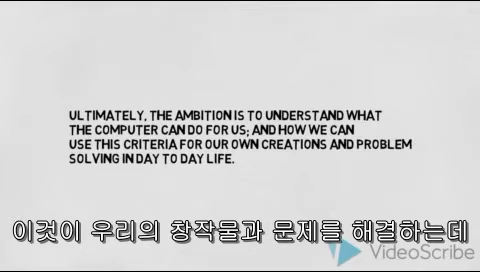 ULTIMATELY, THE AMBITION IS TO UNDERSTAND WHAT
THE COMPUTER CAN DO FOR US; AND HOW WE CAN
USE THIS CRITERIA FOR OUR OWN CREATIONS AND PROBLEM
SOLVING IN DAY TO DAY LIFE.
이것이 우리의 창작물과 문제를 해결하는데
VideoScribe